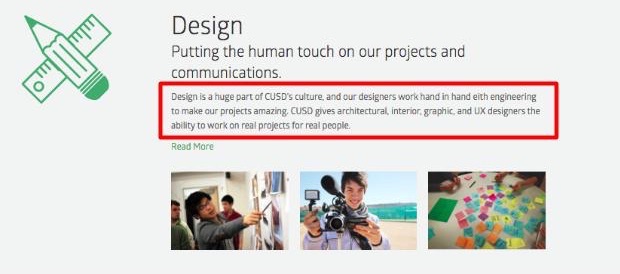 Design
Putting the human touch on our projects and
communications.
Design is a huge part of CUSD's culture, and our designers work hand in hand eith engineering
to make our projects amazing. CUSD gives architectural, interior, graphic, and UX designers the
ability to work on real projects for real people.
Read More